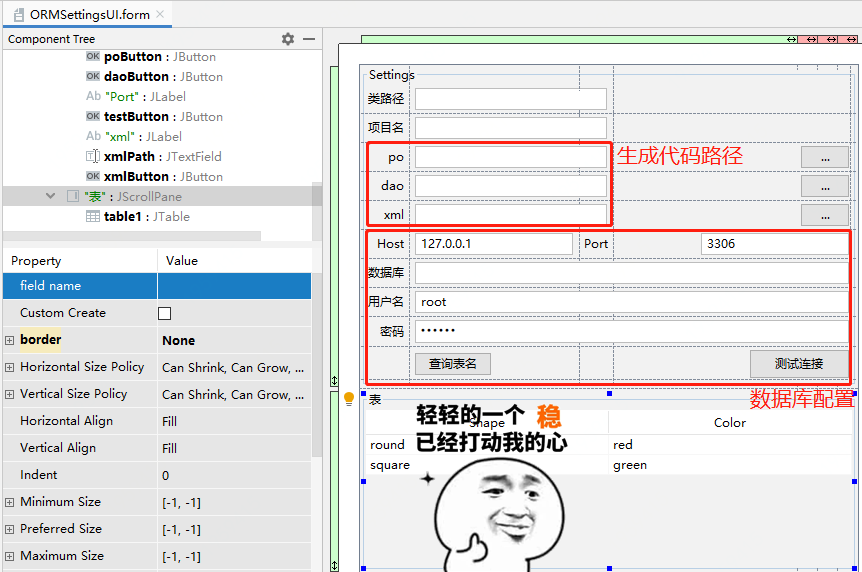 ORMSettingsUI.form
Component Tree
OK poButton : JButton
OK daoButton : JButton
Ab "Port" : JLabel
OK testButton : JButton
Ab "xml" : JLabel
xmlPath : JTextField
OK xmlButton : JButton
"表" : JScrollPane
table1 : JTable
Property Value
field name
Custom Create
border None
Horizontal Size Policy Can Shrink, Can Grow, ...
Vertical Size Policy Can Shrink, Can Grow, ...
Horizontal Align Fill
Vertical Align Fill
Indent 0
Minimum Size [-1, -1]
Preferred Size [-1, -1]
Maximum Size [-1, -1]
Settings
类路径
项目名
po ...
生成代码路径
dao ...
xml ...
Host 127.0.0.1 Port 3306
数据库
用户名 root
密码 ••••••
查询表名 测试连接
数据库配置
表
Shape Color
round red
square green
轻轻的一个 稳
已经打动我的心